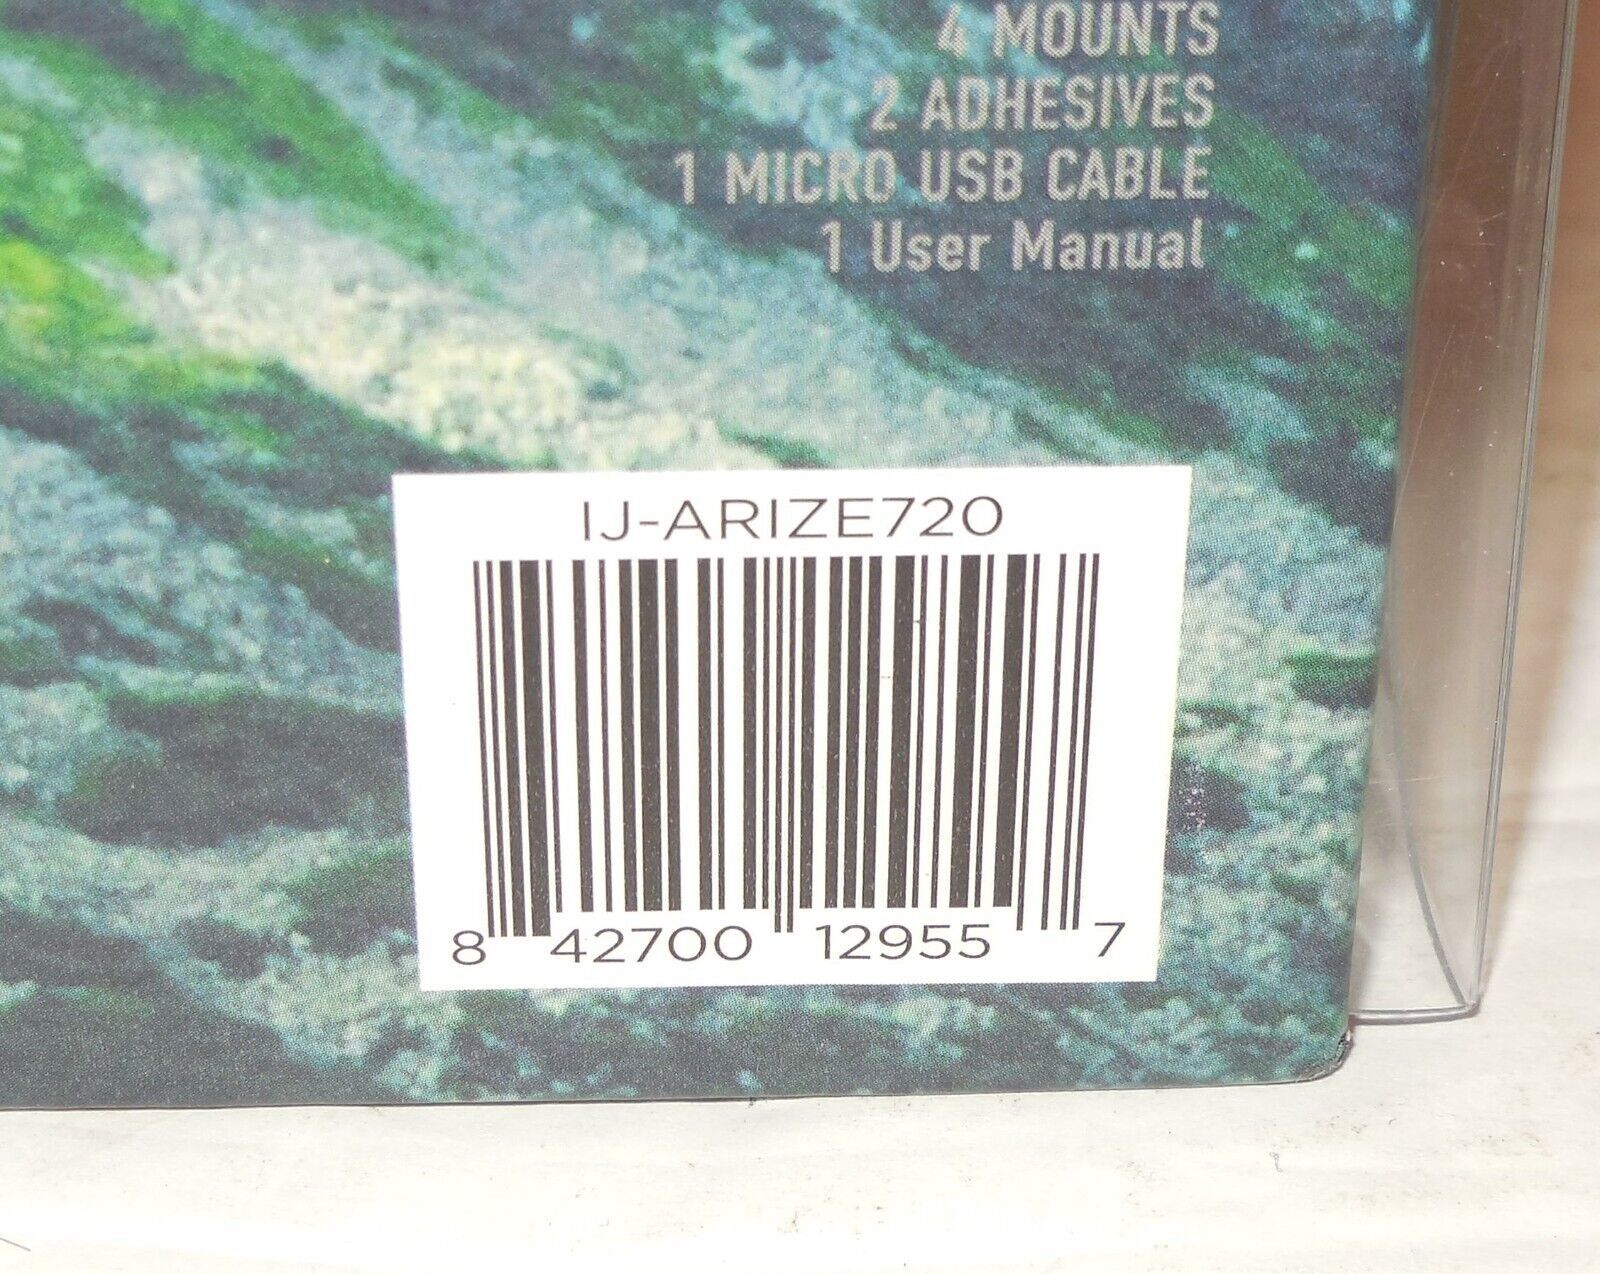 4 MOUNTS
2 ADHESIVES
1 MICRO USB CABLE
1 User Manual
IJ-ARIZE720
8 42700 12955 7